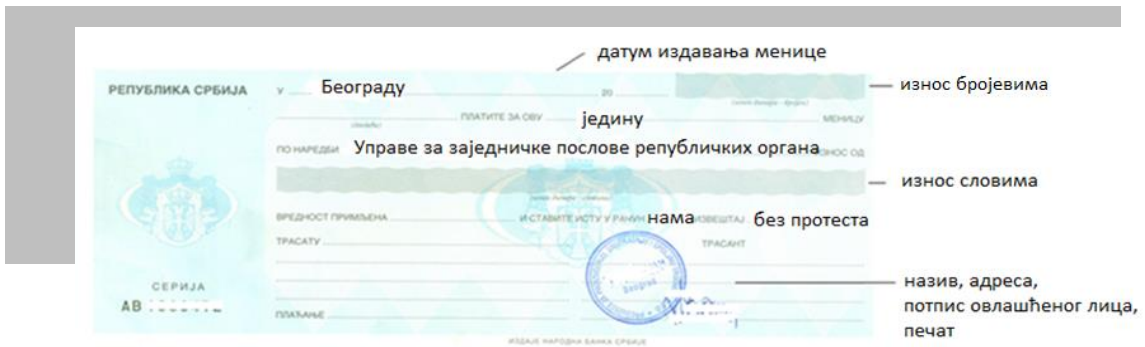 датум издавања менице
РЕПУБЛИКА СРБИЈА У Београду 20 износ бројевима
ПЛАТИТЕ ЗА ОВУ једину МЕНИЦУ
ПО НАРЕДБИ Управе за заједничке послове републичких органа ИЗНОС ОД
износ словима
ВРЕДНОСТ ПРИМЉЕНА И СТАВИТЕ ИСТУ У РАЧУН нама ИЗВЕШТАЈ без протеста
ТРАСАТУ ТРАСАНТ
СЕРИЈА назив, адреса,
AB потпис овлашћеног лица,
ПЛАЋАЊЕ печат
ИЗДАЈЕ НАРОДНА БАНКА СРБИЈЕ